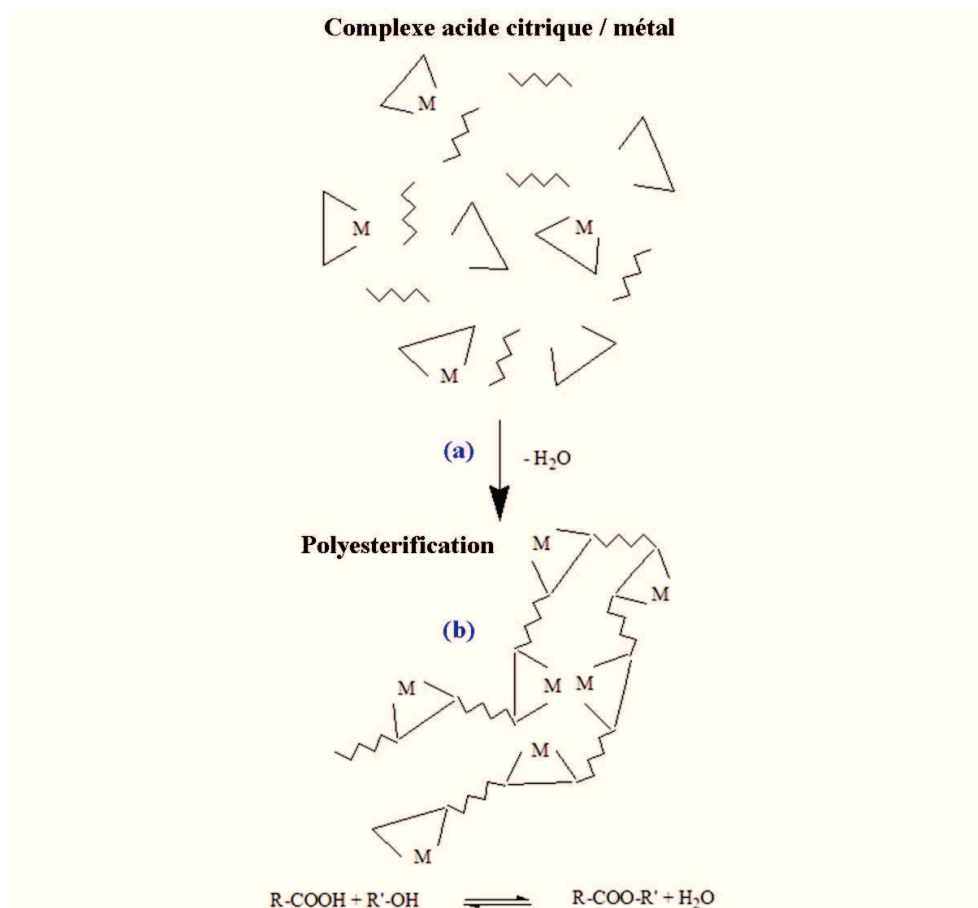 Complexe acide citrique / métal
M
M M
M
(a) - H₂O
Polyesterification M
M
(b)
M M M
M
M
R-COOH + R'-OH ⇌ R-COO-R' + H₂O